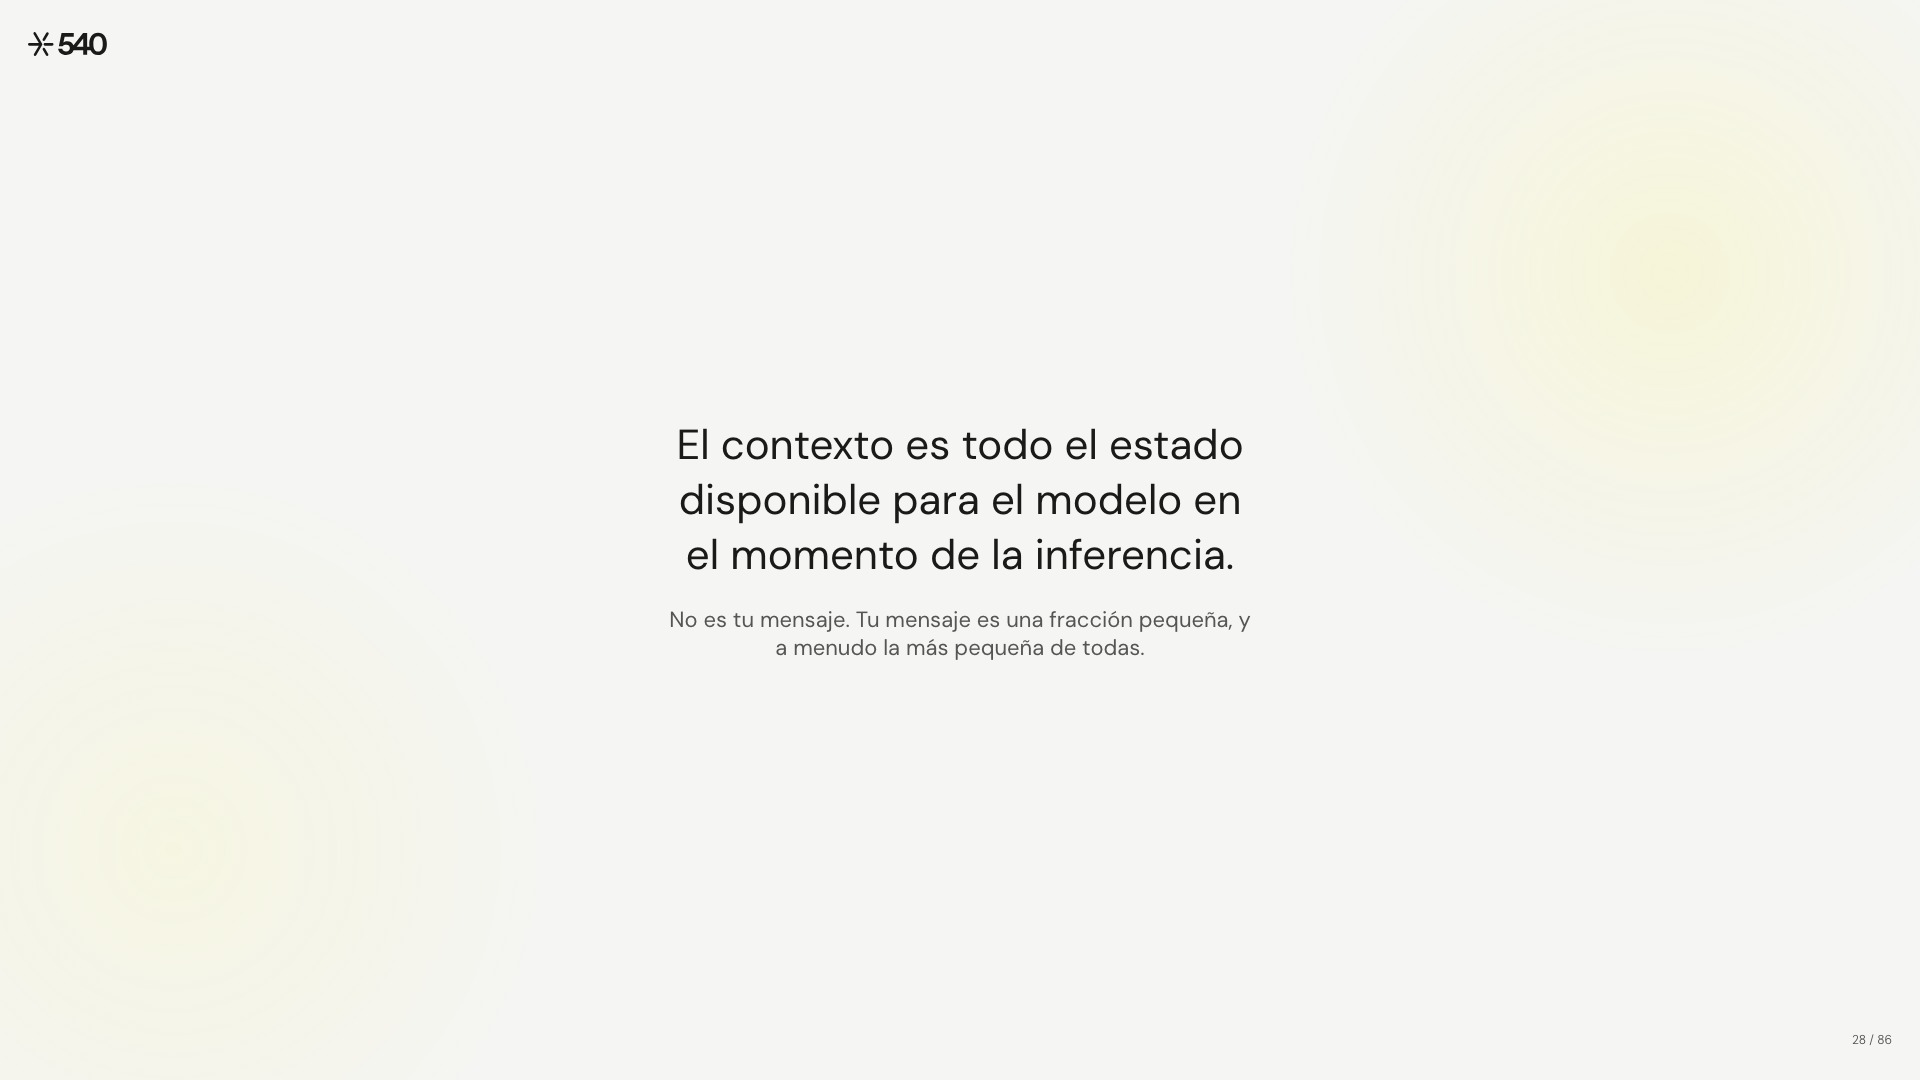 540
El contexto es todo el estado
disponible para el modelo en
el momento de la inferencia.
No es tu mensaje. Tu mensaje es una fracción pequeña, y
a menudo la más pequeña de todas.
28 / 86